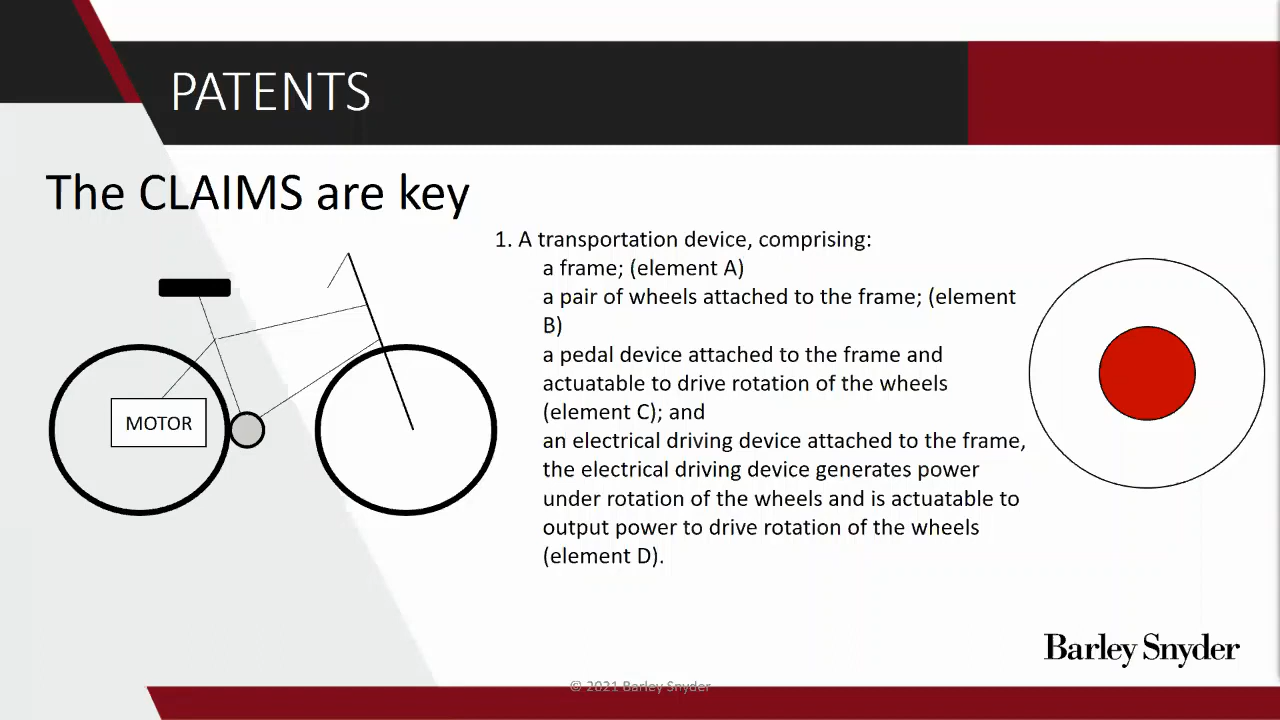 PATENTS
The CLAIMS are key
1. A transportation device, comprising:
a frame; (element A)
a pair of wheels attached to the frame; (element
B)
a pedal device attached to the frame and
actuatable to drive rotation of the wheels
(element C); and
an electrical driving device attached to the frame,
the electrical driving device generates power
under rotation of the wheels and is actuatable to
output power to drive rotation of the wheels
(element D).
MOTOR
Barley Snyder
© 2021 Barley Snyder